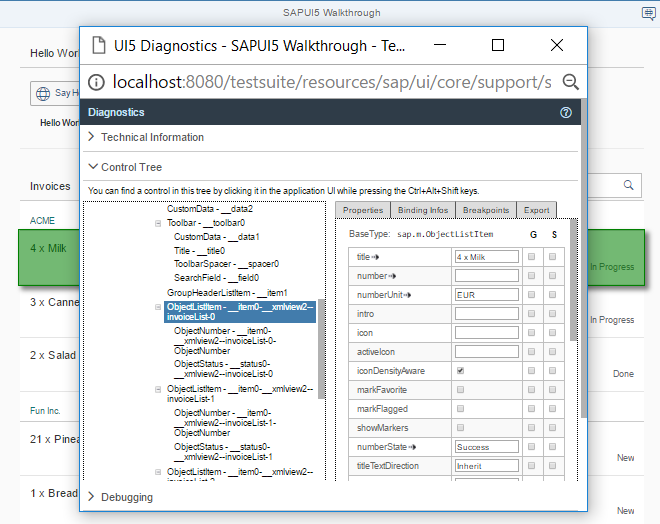 SAPUI5 Walkthrough
Hello Wor
Say He
Hello Wor
Invoices
ACME
4 x Milk
In Progress
3 x Canne
In Progress
2 x Salad
Done
Fun Inc.
21 x Pinea
New
1 x Bread
New
UI5 Diagnostics - SAPUI5 Walkthrough - Te...
localhost:8080/testsuite/resources/sap/ui/core/support/s
Diagnostics
Technical Information
Control Tree
You can find a control in this tree by clicking it in the application UI while pressing the Ctrl+Alt+Shift keys.
CustomData - __data2
Toolbar - __toolbar0
CustomData - __data1
Title - __title0
ToolbarSpacer - __spacer0
SearchField - __field0
GroupHeaderListItem - __item1
ObjectListItem - __item0-__xmlview2--
invoiceList-0
ObjectNumber - __item0-
__xmlview2--invoiceList-0-
ObjectNumber
ObjectStatus - __status0-
__xmlview2--invoiceList-0
ObjectListItem - __item0-__xmlview2--
invoiceList-1
ObjectNumber - __item0-
__xmlview2--invoiceList-1-
ObjectNumber
ObjectStatus - __status0-
__xmlview2--invoiceList-1
ObjectListItem - __item0-__xmlview2--
Properties Binding Infos Breakpoints Export
BaseType: sap.m.ObjectListItem G S
title 4 x Milk
number
numberUnit EUR
intro
icon
activeIcon
iconDensityAware
markFavorite
markFlagged
showMarkers
numberState Success
titleTextDirection Inherit
Debugging